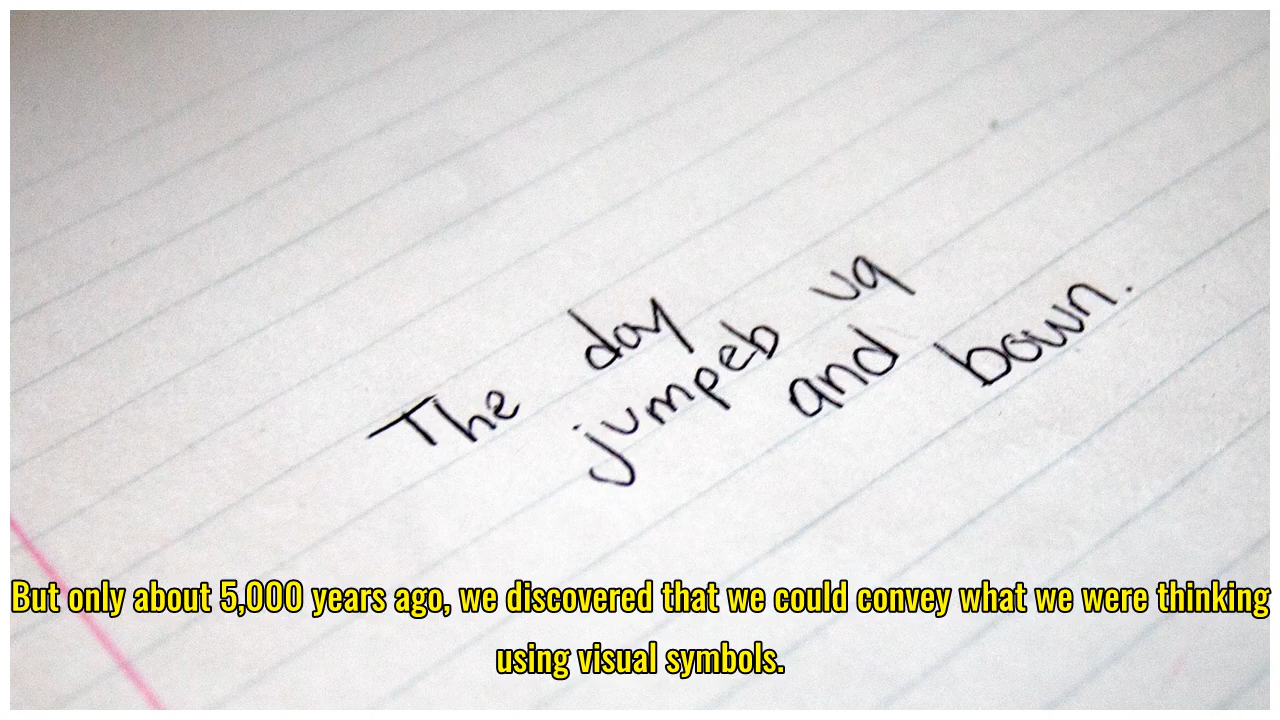 The day
jumpeb uq
and bown.
But only about 5,000 years ago, we discovered that we could convey what we were thinking
using visual symbols.